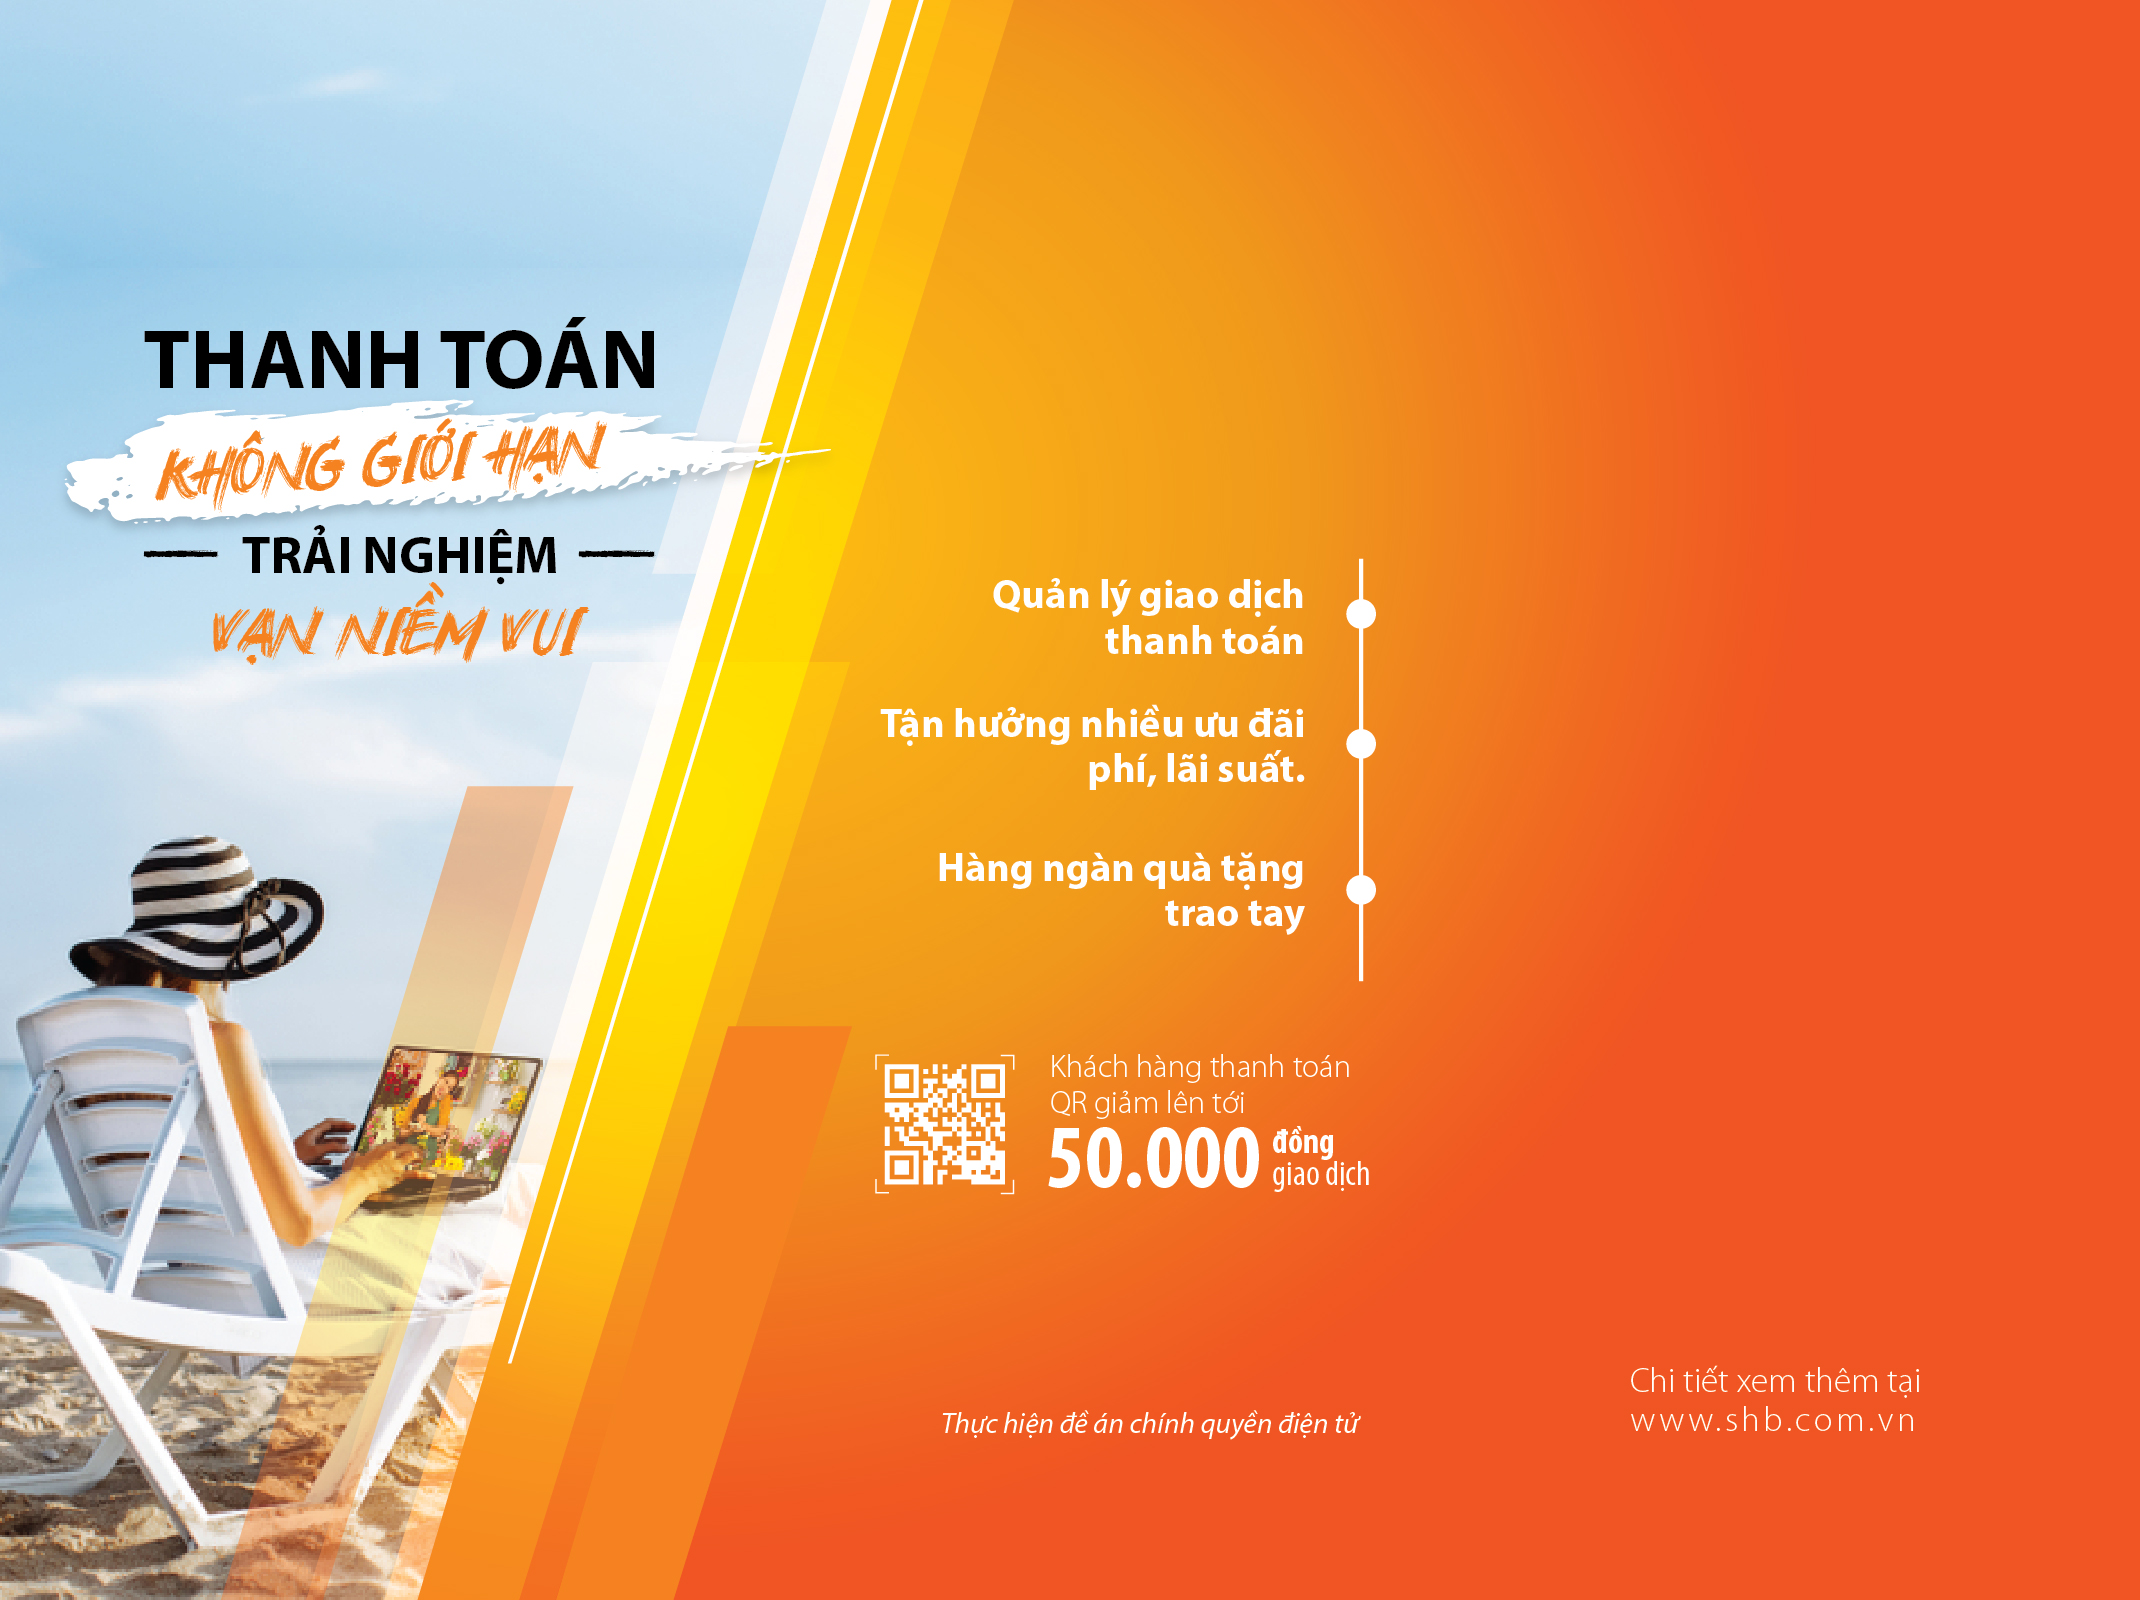 THANH TOÁN
KHÔNG GIỚI HẠN
TRẢI NGHIỆM
VẠN NIỀM VUI
Quản lý giao dịch
thanh toán
Tận hưởng nhiều ưu đãi
phí, lãi suất.
Hàng ngàn quà tặng
trao tay
Khách hàng thanh toán
QR giảm lên tới
50.000 đồng
giao dịch
Thực hiện đề án chính quyền điện tử
Chi tiết xem thêm tại
www.shb.com.vn